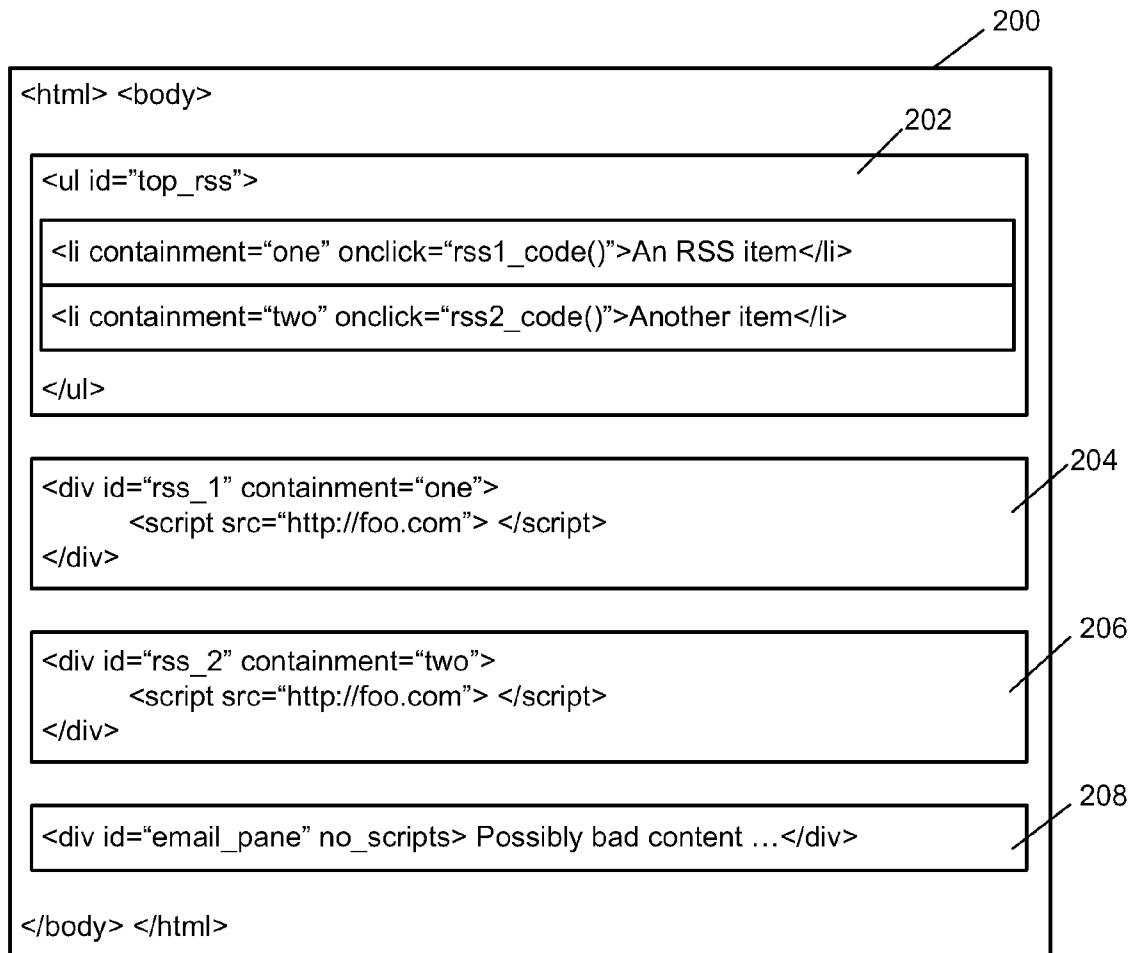 200
<html> <body>
202
<ul id=”top_rss”>
<li containment=“one” onclick=“rss1_code()”>An RSS item</li>
<li containment=“two” onclick=“rss2_code()”>Another item</li>
</ul>
204
<div id=“rss_1” containment=“one”>
<script src=“http://foo.com”> </script>
</div>
206
<div id=“rss_2” containment=“two”>
<script src=“http://foo.com”> </script>
</div>
208
<div id=“email_pane” no_scripts> Possibly bad content …</div>
</body> </html>